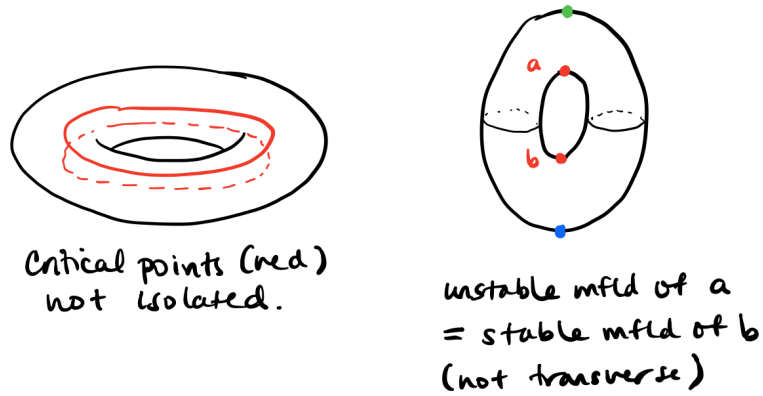 a
b
Critical points (red)
not isolated.
unstable mfld of a
= stable mfld of b
(not transverse)